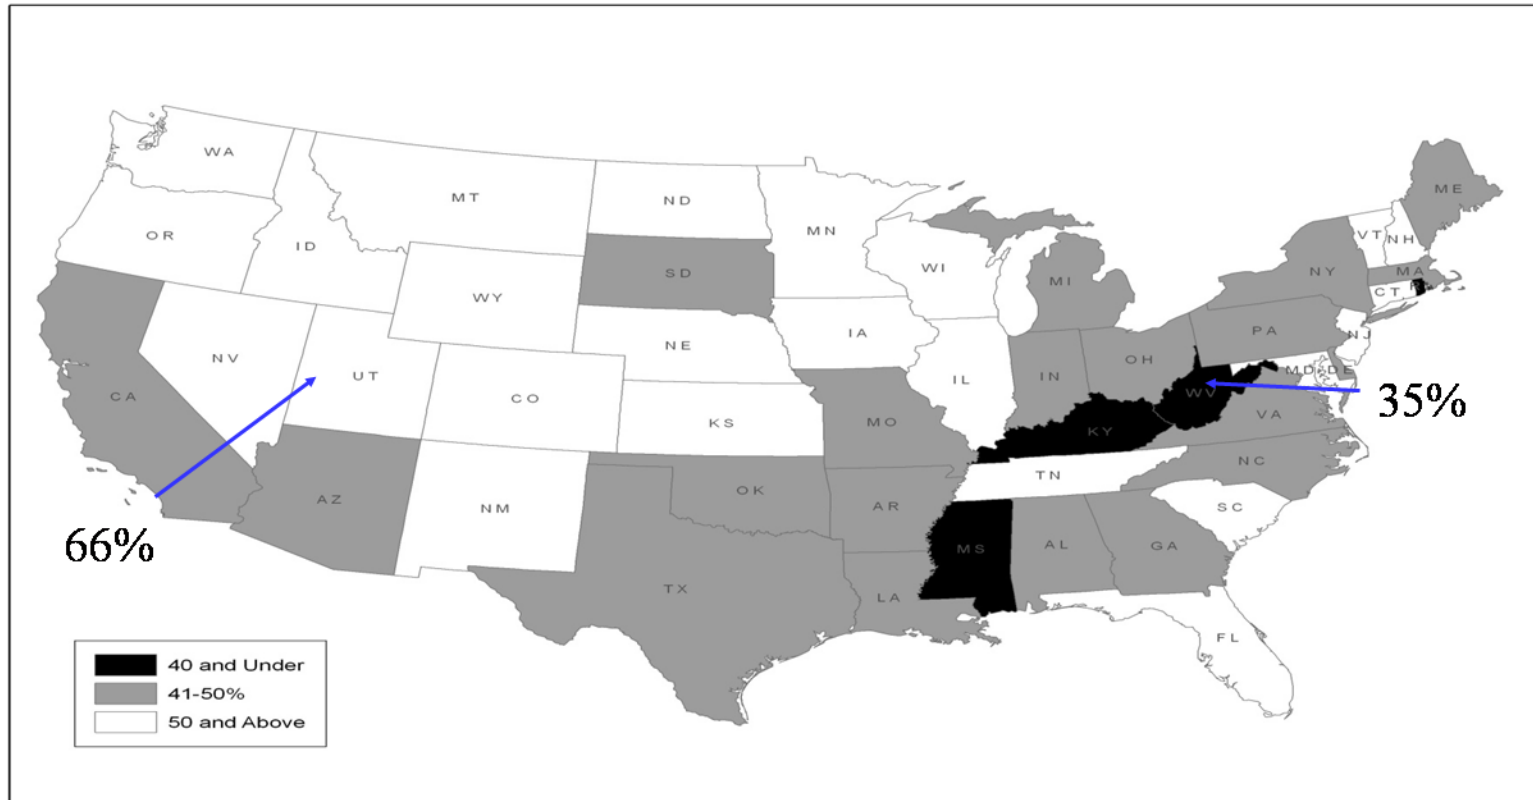 WA
MT
ND
MN
ME
OR
ID
SD
WI
VT
NH
WY
MI
NY
MA
CT
NV
UT
NE
IA
PA
NJ
CA
CO
KS
IL
IN
OH
MD
DE
WV
35%
MO
KY
VA
AZ
NM
OK
AR
TN
NC
SC
66%
TX
LA
MS
AL
GA
FL
40 and Under
41-50%
50 and Above